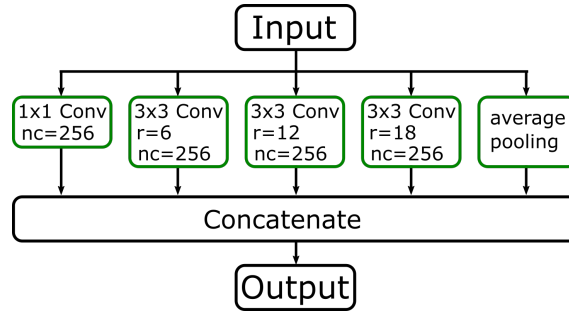 Input
1x1 Conv
nc=256
3x3 Conv
r=6
nc=256
3x3 Conv
r=12
nc=256
3x3 Conv
r=18
nc=256
average
pooling
Concatenate
Output